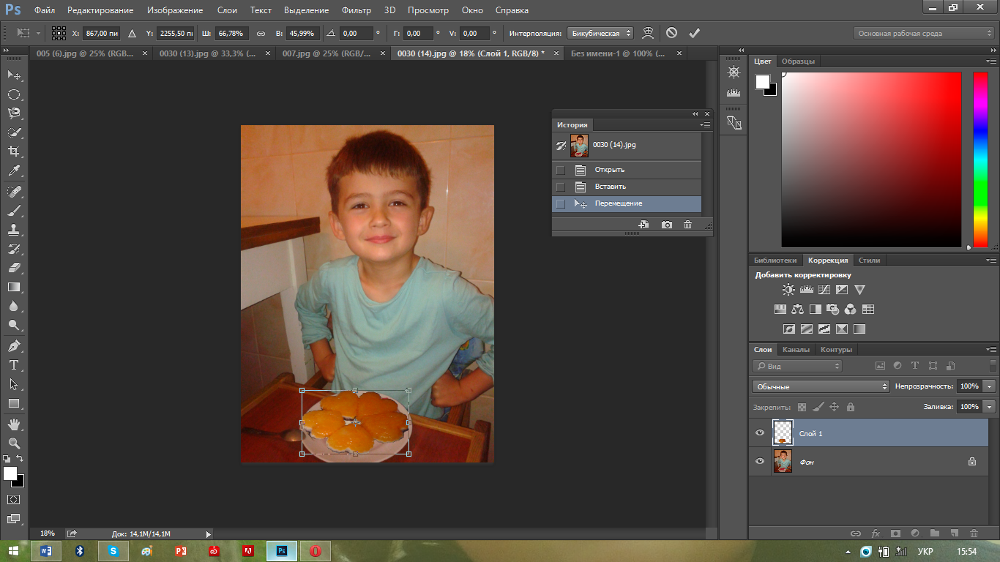 Ps Файл Редактирование Изображение Слои Текст Выделение Фильтр 3D Просмотр Окно Справка
X: 867,00 пи Y: 2255,50 пи Ш: 66,78% В: 45,99% 0,00 ° Г: 0,00 ° V: 0,00 ° Интерполяция: Бикубическая Основная рабочая среда
005 (6).jpg @ 25% (RGB... × 0030 (13).jpg @ 33,3% (... × 007.jpg @ 25% (RGB/... × 0030 (14).jpg @ 18% (Слой 1, RGB/8) * × Без имени-1 @ 100% (... ×
Цвет Образцы
История
0030 (14).jpg
Открыть
Вставить
Перемещение
Библиотеки Коррекция Стили
Добавить корректировку
Слои Каналы Контуры
Вид
Обычные Непрозрачность: 100%
Закрепить: Заливка: 100%
Слой 1
Фон
fx
18% Док: 14,1M/14,1M
УКР 15:54